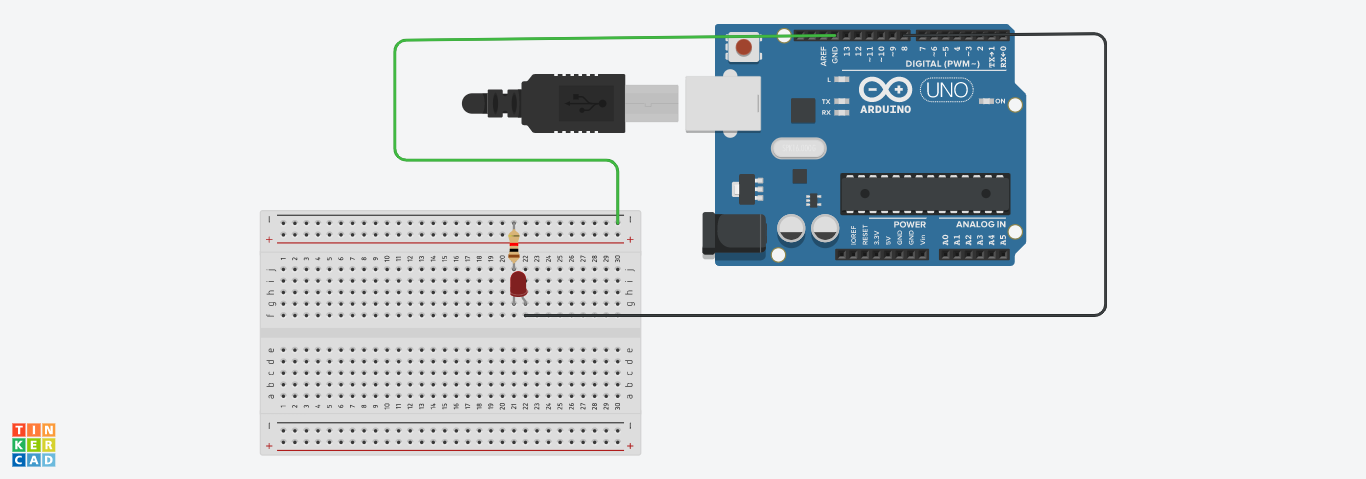 AREF
GND
13
12
~11
~10
~9
8
7
~6
~5
4
~3
2
TX→1
RX←0
DIGITAL (PWM~)
L
TX
RX
ARDUINO
UNO
ON
POWER
ANALOG IN
IOREF
RESET
3.3V
5V
GND
GND
Vin
A0
A1
A2
A3
A4
A5
− −
+ +
1 2 3 4 5 6 7 8 9 10 11 12 13 14 15 16 17 18 19 20 21 22 23 24 25 26 27 28 29 30
j j
i i
h h
g g
f f
e e
d d
c c
b b
a a
1 2 3 4 5 6 7 8 9 10 11 12 13 14 15 16 17 18 19 20 21 22 23 24 25 26 27 28 29 30
− −
+ +
TIN
KER
CAD